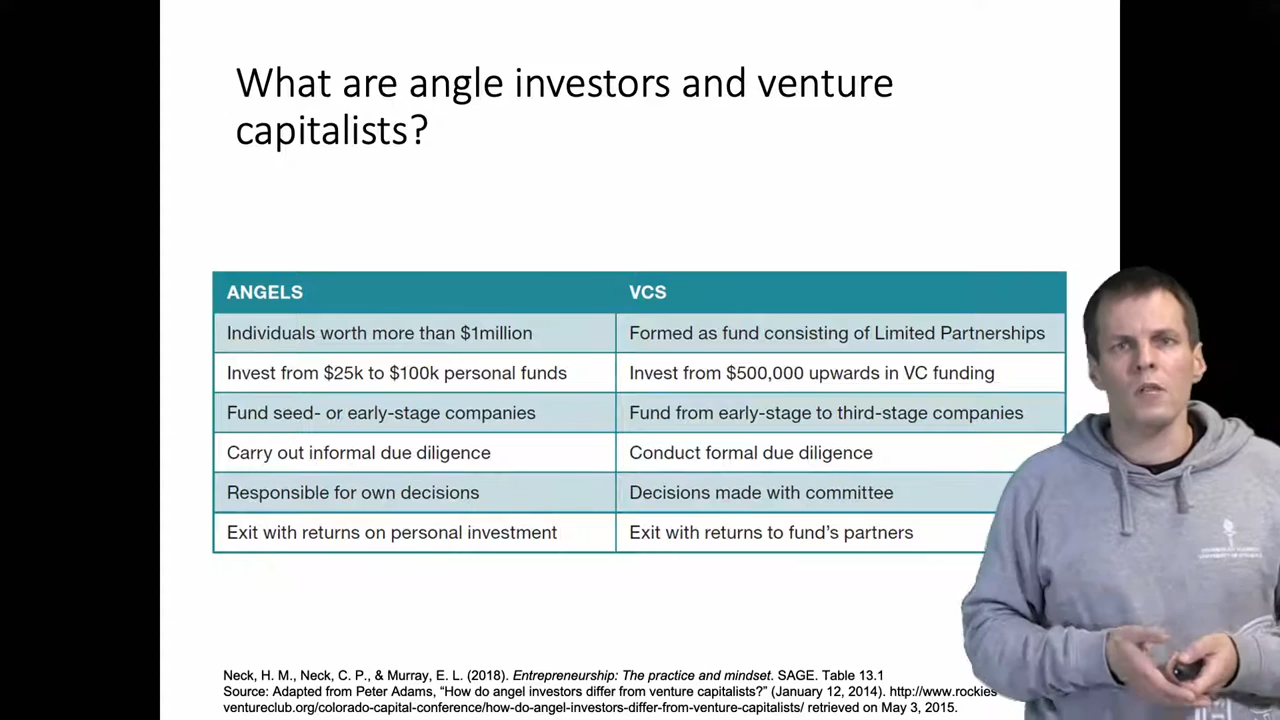 What are angle investors and venture
capitalists?
ANGELS VCS
Individuals worth more than $1million Formed as fund consisting of Limited Partnerships
Invest from $25k to $100k personal funds Invest from $500,000 upwards in VC funding
Fund seed- or early-stage companies Fund from early-stage to third-stage companies
Carry out informal due diligence Conduct formal due diligence
Responsible for own decisions Decisions made with committee
Exit with returns on personal investment Exit with returns to fund's partners
Neck, H. M., Neck, C. P., & Murray, E. L. (2018). Entrepreneurship: The practice and mindset. SAGE. Table 13.1
Source: Adapted from Peter Adams, “How do angel investors differ from venture capitalists?” (January 12, 2014). http://www.rockies
ventureclub.org/colorado-capital-conference/how-do-angel-investors-differ-from-venture-capitalists/ retrieved on May 3, 2015.